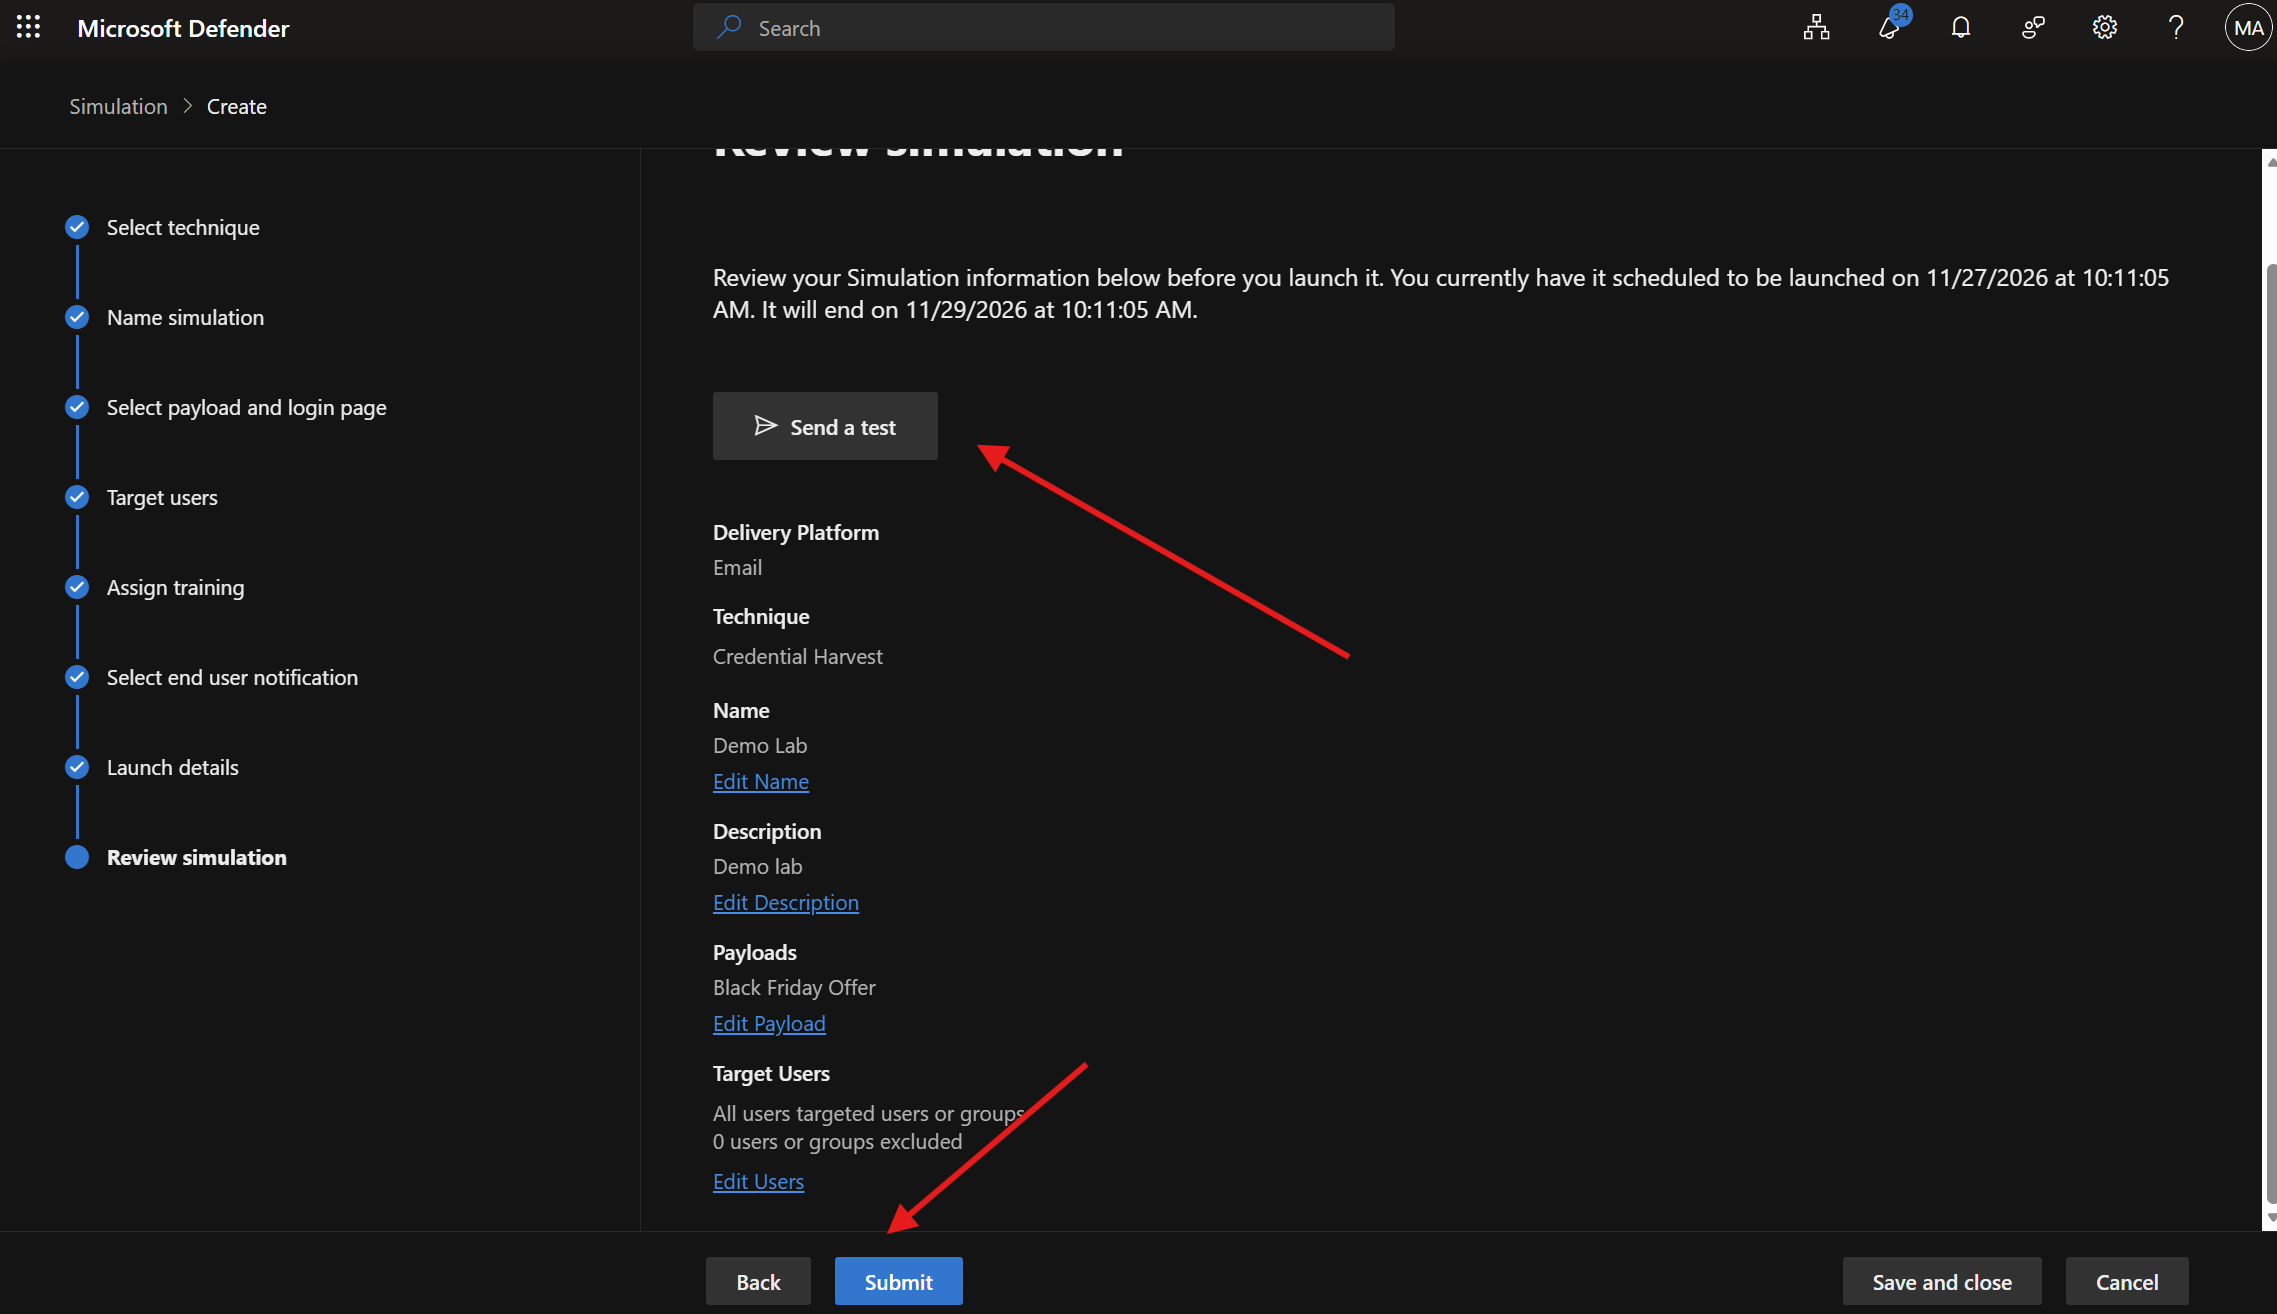 Microsoft Defender
Search
34
MA
Simulation > Create
Review simulation
Select technique
Name simulation
Select payload and login page
Target users
Assign training
Select end user notification
Launch details
Review simulation
Review your Simulation information below before you launch it. You currently have it scheduled to be launched on 11/27/2026 at 10:11:05
AM. It will end on 11/29/2026 at 10:11:05 AM.
Send a test
Delivery Platform
Email
Technique
Credential Harvest
Name
Demo Lab
Edit Name
Description
Demo lab
Edit Description
Payloads
Black Friday Offer
Edit Payload
Target Users
All users targeted users or groups
0 users or groups excluded
Edit Users
Back
Submit
Save and close
Cancel